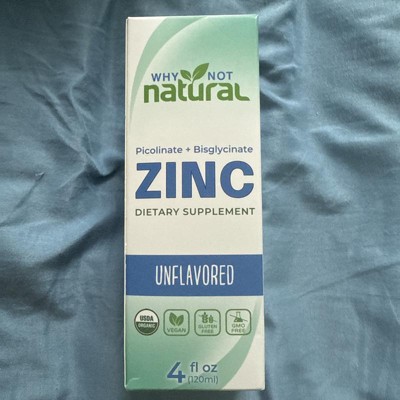 WHY NOT
natural
Picolinate + Bisglycinate
ZINC
DIETARY SUPPLEMENT
UNFLAVORED
USDA
ORGANIC
VEGAN
GLUTEN
FREE
GMO
FREE
4 fl oz
(120ml)